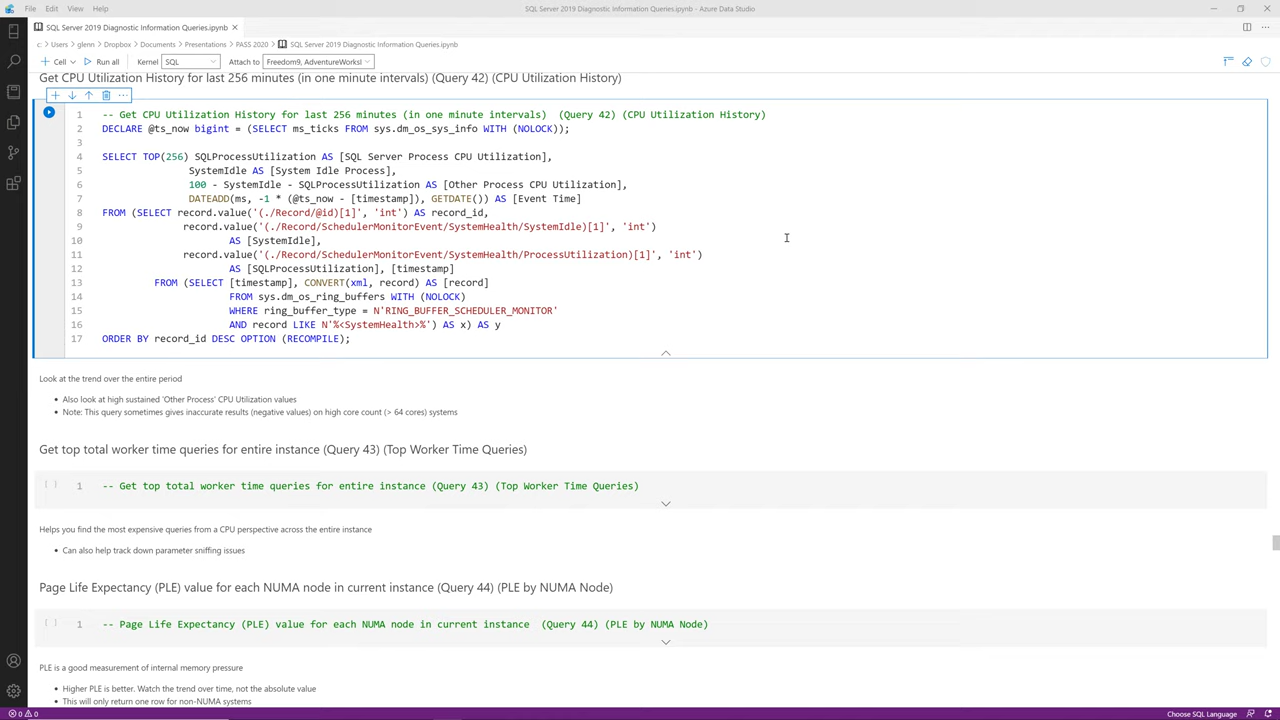 File Edit View Help
SQL Server 2019 Diagnostic Information Queries.ipynb - Azure Data Studio
SQL Server 2019 Diagnostic Information Queries.ipynb
c: > Users > glenn > Dropbox > Documents > Presentations > PASS 2020 > SQL Server 2019 Diagnostic Information Queries.ipynb
Cell Run all Kernel SQL Attach to Freedom9, AdventureWorksl
Get CPU Utilization History for last 256 minutes (in one minute intervals) (Query 42) (CPU Utilization History)
1 -- Get CPU Utilization History for last 256 minutes (in one minute intervals)  (Query 42) (CPU Utilization History)
2 DECLARE @ts_now bigint = (SELECT ms_ticks FROM sys.dm_os_sys_info WITH (NOLOCK));
3
4 SELECT TOP(256) SQLProcessUtilization AS [SQL Server Process CPU Utilization],
5 SystemIdle AS [System Idle Process],
6 100 - SystemIdle - SQLProcessUtilization AS [Other Process CPU Utilization],
7 DATEADD(ms, -1 * (@ts_now - [timestamp]), GETDATE()) AS [Event Time]
8 FROM (SELECT record.value('(./Record/@id)[1]', 'int') AS record_id,
9 record.value('(./Record/SchedulerMonitorEvent/SystemHealth/SystemIdle)[1]', 'int')
10 AS [SystemIdle],
11 record.value('(./Record/SchedulerMonitorEvent/SystemHealth/ProcessUtilization)[1]', 'int')
12 AS [SQLProcessUtilization], [timestamp]
13 FROM (SELECT [timestamp], CONVERT(xml, record) AS [record]
14 FROM sys.dm_os_ring_buffers WITH (NOLOCK)
15 WHERE ring_buffer_type = N'RING_BUFFER_SCHEDULER_MONITOR'
16 AND record LIKE N'%<SystemHealth>%') AS x) AS y
17 ORDER BY record_id DESC OPTION (RECOMPILE);
Look at the trend over the entire period
• Also look at high sustained 'Other Process' CPU Utilization values
• Note: This query sometimes gives inaccurate results (negative values) on high core count (> 64 cores) systems
Get top total worker time queries for entire instance (Query 43) (Top Worker Time Queries)
[ ] 1 -- Get top total worker time queries for entire instance (Query 43) (Top Worker Time Queries)
Helps you find the most expensive queries from a CPU perspective across the entire instance
• Can also help track down parameter sniffing issues
Page Life Expectancy (PLE) value for each NUMA node in current instance (Query 44) (PLE by NUMA Node)
[ ] 1 -- Page Life Expectancy (PLE) value for each NUMA node in current instance  (Query 44) (PLE by NUMA Node)
PLE is a good measurement of internal memory pressure
• Higher PLE is better. Watch the trend over time, not the absolute value
• This will only return one row for non-NUMA systems
0 0
Choose SQL Language